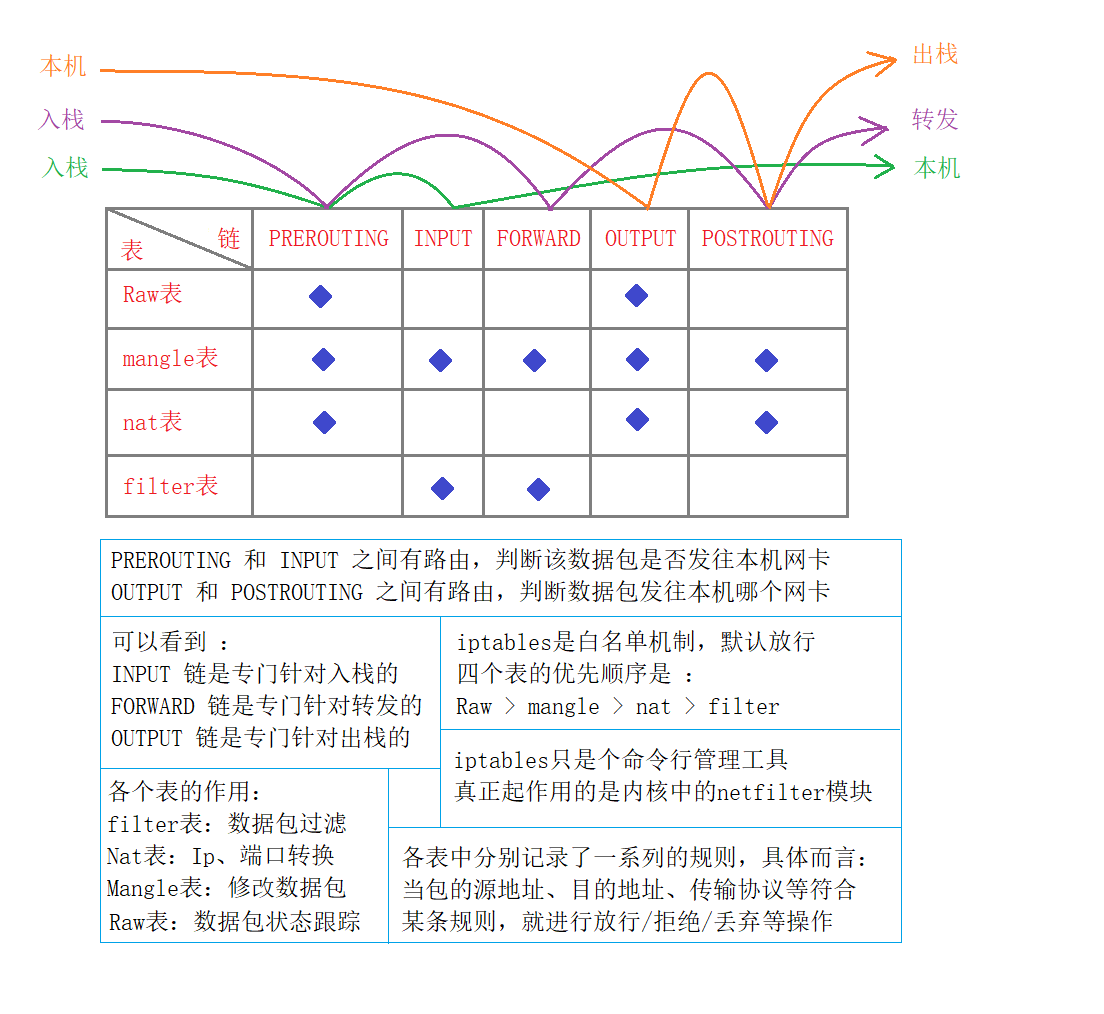 本机
出栈
入栈
转发
入栈
本机
链
表
PREROUTING INPUT FORWARD OUTPUT POSTROUTING
Raw表
mangle表
nat表
filter表
PREROUTING 和 INPUT 之间有路由，判断该数据包是否发往本机网卡
OUTPUT 和 POSTROUTING 之间有路由，判断数据包发往本机哪个网卡
可以看到 ：
INPUT 链是专门针对入栈的
FORWARD 链是专门针对转发的
OUTPUT 链是专门针对出栈的
iptables是白名单机制，默认放行
四个表的优先顺序是 ：
Raw > mangle > nat > filter
iptables只是个命令行管理工具
真正起作用的是内核中的netfilter模块
各个表的作用：
filter表：数据包过滤
Nat表：Ip、端口转换
Mangle表：修改数据包
Raw表：数据包状态跟踪
各表中分别记录了一系列的规则，具体而言：
当包的源地址、目的地址、传输协议等符合
某条规则，就进行放行/拒绝/丢弃等操作